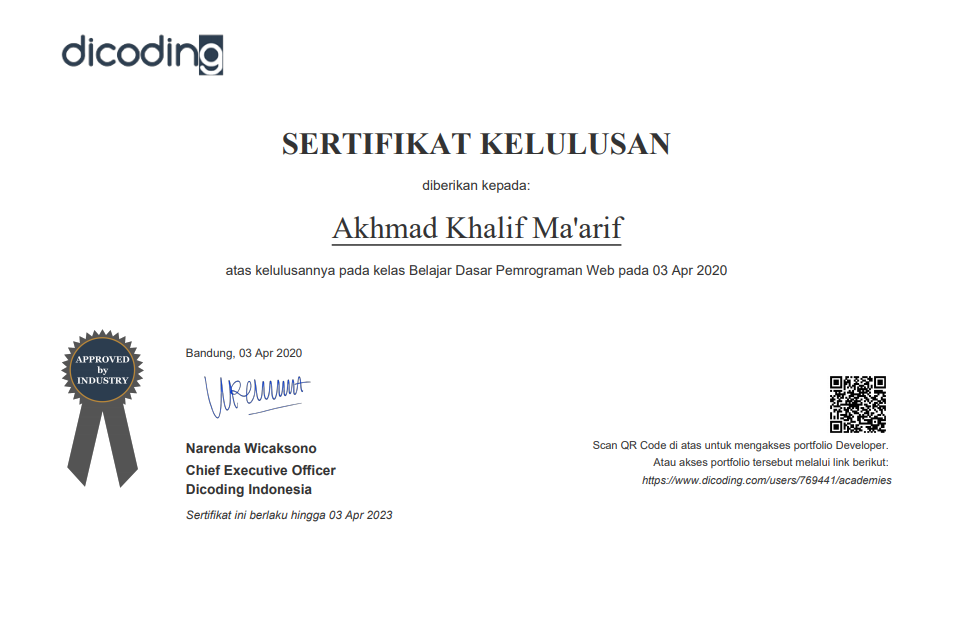 dicoding
SERTIFIKAT KELULUSAN
diberikan kepada:
Akhmad Khalif Ma'arif
atas kelulusannya pada kelas Belajar Dasar Pemrograman Web pada 03 Apr 2020
APPROVED
by
INDUSTRY
Bandung, 03 Apr 2020
Narenda Wicaksono
Chief Executive Officer
Dicoding Indonesia
Sertifikat ini berlaku hingga 03 Apr 2023
Scan QR Code di atas untuk mengakses portfolio Developer.
Atau akses portfolio tersebut melalui link berikut:
https://www.dicoding.com/users/769441/academies